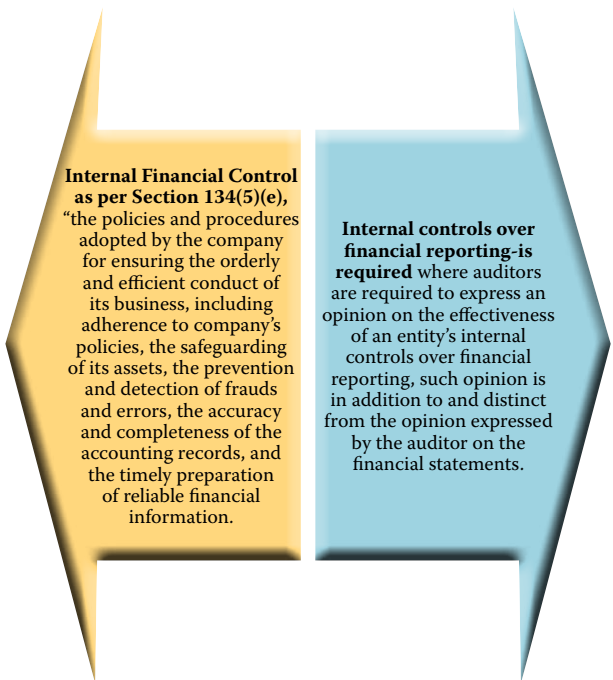 Internal Financial Control
as per Section 134(5)(e),
“the policies and procedures
adopted by the company
for ensuring the orderly
and efficient conduct of
its business, including
adherence to company’s
policies, the safeguarding
of its assets, the prevention
and detection of frauds
and errors, the accuracy
and completeness of the
accounting records, and
the timely preparation
of reliable financial
information.
Internal controls over
financial reporting-is
required where auditors
are required to express an
opinion on the effectiveness
of an entity’s internal
controls over financial
reporting, such opinion is
in addition to and distinct
from the opinion expressed
by the auditor on the
financial statements.